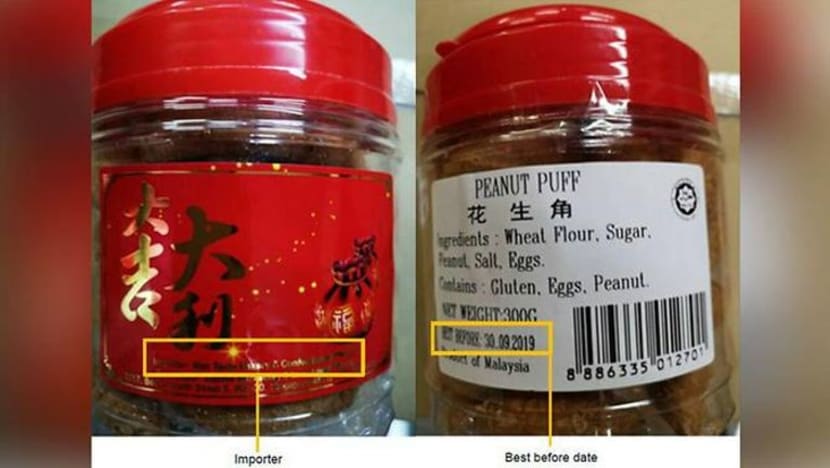 大吉
大利
福
Importer
PEANUT PUFF
花生角
Ingredients : Wheat Flour, Sugar,
Peanut, Salt, Eggs.
Contains : Gluten, Eggs, Peanut.
NET WEIGHT:300G
BEST BEFORE: 30.09.2019
Product of Malaysia
8 886335 012701
Best before date